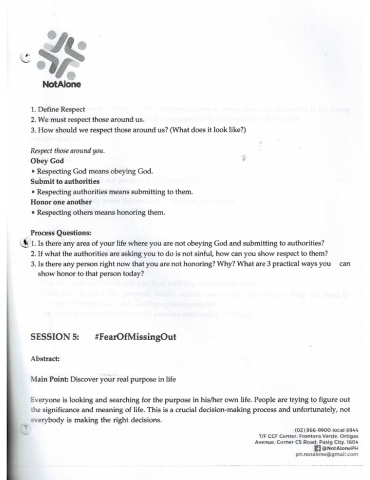 NotAlone
1. Define Respect
2. We must respect those around us.
3. How should we respect those around us? (What does it look like?)
Respect those around you.
Obey God
• Respecting God means obeying God.
Submit to authorities
• Respecting authorities means submitting to them.
Honor one another
• Respecting others means honoring them.
Process Questions:
1. Is there any area of your life where you are not obeying God and submitting to authorities?
2. If what the authorities are asking you to do is not sinful, how can you show respect to them?
3. Is there any person right now that you are not honoring? Why? What are 3 practical ways you can
show honor to that person today?
SESSION 5: #FearOfMissingOut
Abstract:
Main Point: Discover your real purpose in life
Everyone is looking and searching for the purpose in his/her own life. People are trying to figure out
the significance and meaning of life. This is a crucial decision-making process and unfortunately, not
everybody is making the right decisions.
(02) 866-9900 local 8944
7/F CCF Center, Frontera Verde, Ortigas
Avenue, Corner C5 Road, Pasig City, 1604
@NotAlonePH
ph.notalone@gmail.com